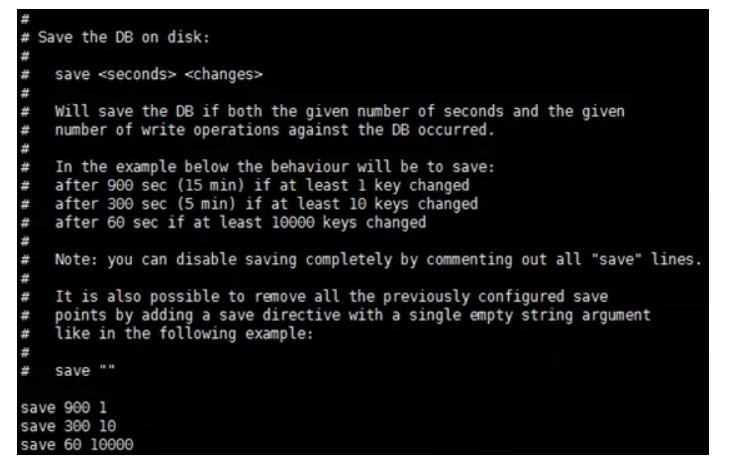 #
# Save the DB on disk:
#
#   save <seconds> <changes>
#
#   Will save the DB if both the given number of seconds and the given
#   number of write operations against the DB occurred.
#
#   In the example below the behaviour will be to save:
#   after 900 sec (15 min) if at least 1 key changed
#   after 300 sec (5 min) if at least 10 keys changed
#   after 60 sec if at least 10000 keys changed
#
#   Note: you can disable saving completely by commenting out all "save" lines.
#
#   It is also possible to remove all the previously configured save
#   points by adding a save directive with a single empty string argument
#   like in the following example:
#
#   save ""

save 900 1
save 300 10
save 60 10000